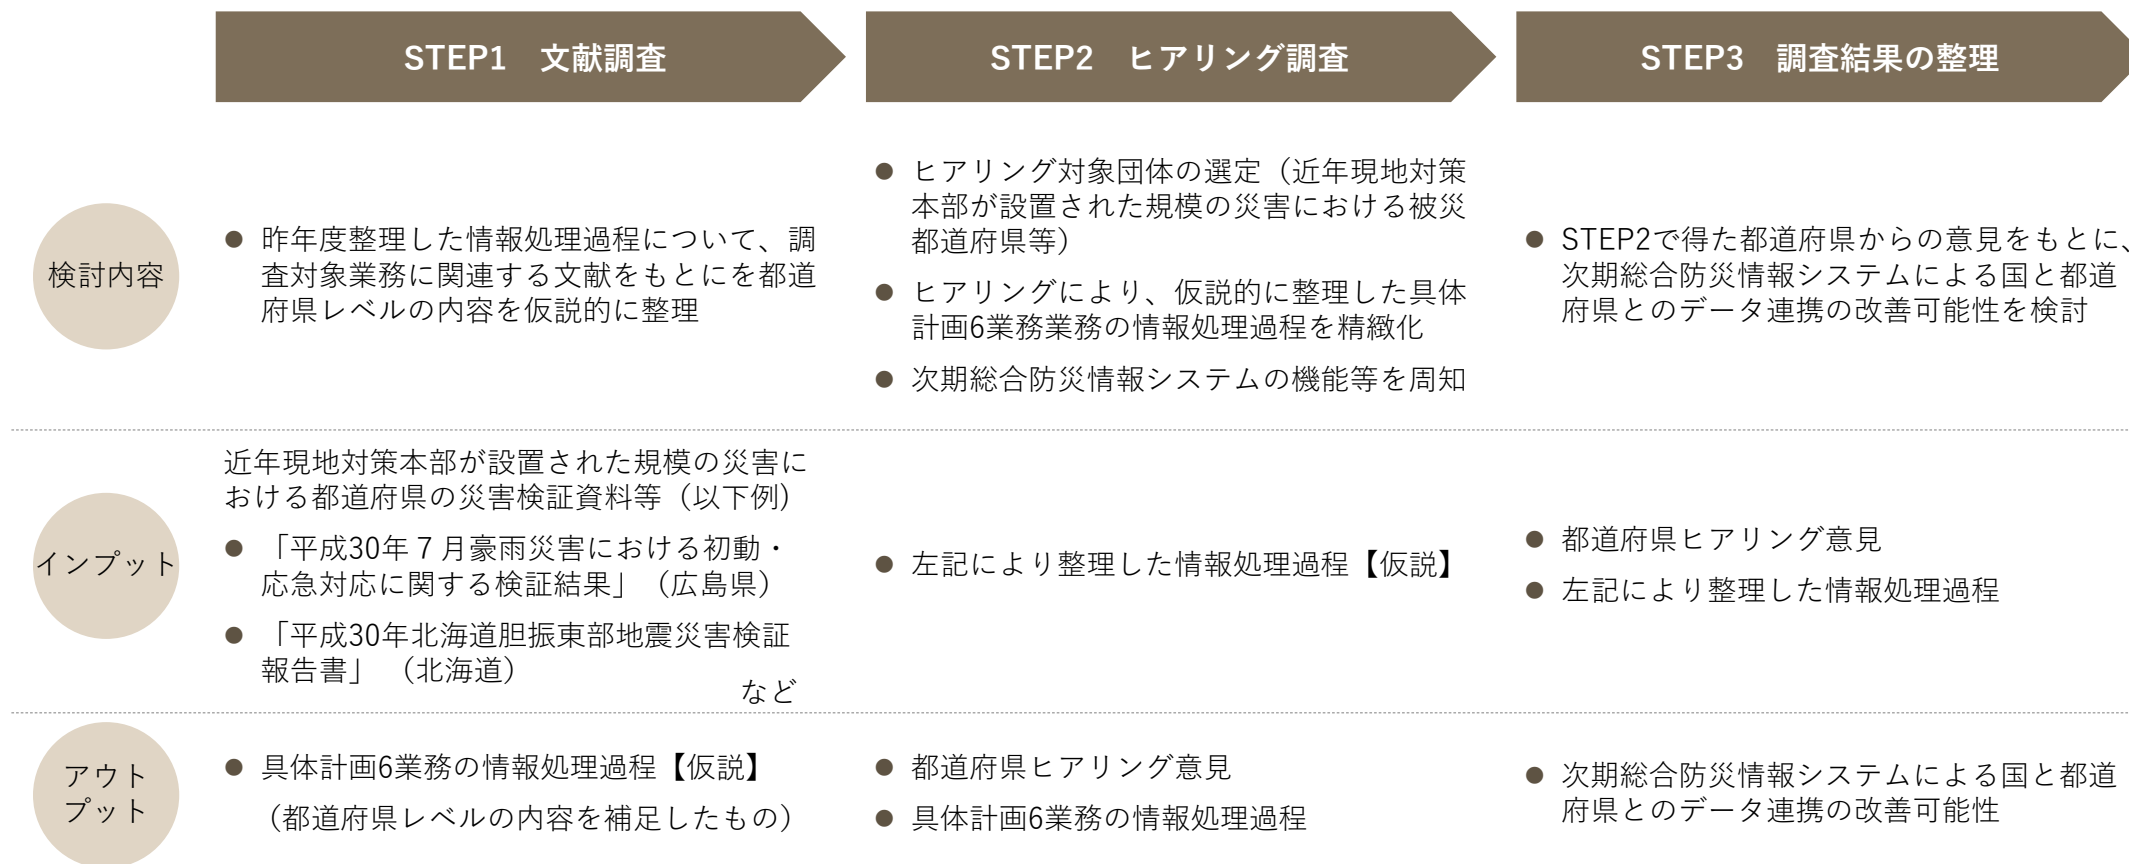 STEP1　文献調査
STEP2　ヒアリング調査
STEP3　調査結果の整理
検討内容
● 昨年度整理した情報処理過程について、調
査対象業務に関連する文献をもとにを都道
府県レベルの内容を仮説的に整理
● ヒアリング対象団体の選定（近年現地対策
本部が設置された規模の災害における被災
都道府県等）
● ヒアリングにより、仮説的に整理した具体
計画6業務業務の情報処理過程を精緻化
● 次期総合防災情報システムの機能等を周知
● STEP2で得た都道府県からの意見をもとに、
次期総合防災情報システムによる国と都道
府県とのデータ連携の改善可能性を検討
インプット
近年現地対策本部が設置された規模の災害に
おける都道府県の災害検証資料等（以下例）
● 「平成30年７月豪雨災害における初動・
応急対応に関する検証結果」（広島県）
● 「平成30年北海道胆振東部地震災害検証
報告書」（北海道）
など
● 左記により整理した情報処理過程【仮説】
● 都道府県ヒアリング意見
● 左記により整理した情報処理過程
アウト
プット
● 具体計画6業務の情報処理過程【仮説】
（都道府県レベルの内容を補足したもの）
● 都道府県ヒアリング意見
● 具体計画6業務の情報処理過程
● 次期総合防災情報システムによる国と都道
府県とのデータ連携の改善可能性